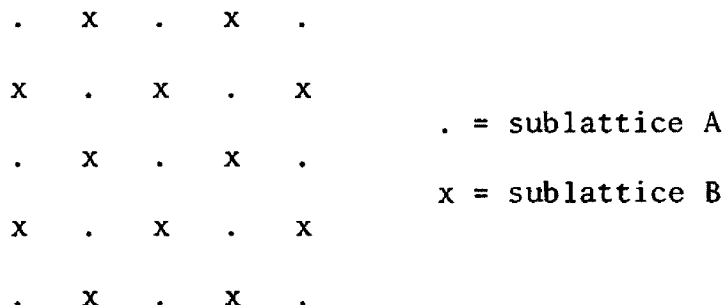 . x . x .
x . x . x
. = sublattice A
. x . x .
x = sublattice B
x . x . x
. x . x .